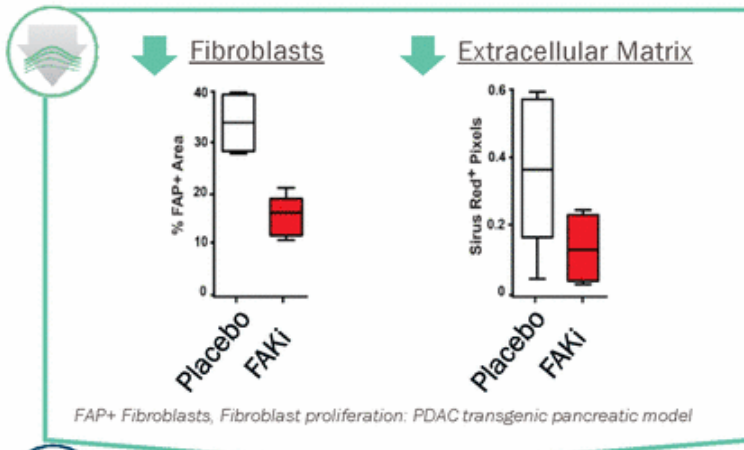 Fibroblasts
Extracellular Matrix
% FAP+ Area
40
30
20
10
0
Placebo
FAKi
Sirus Red+ Pixels
0.6
0.4
0.2
0
Placebo
FAKi
FAP+ Fibroblasts, Fibroblast proliferation: PDAC transgenic pancreatic model